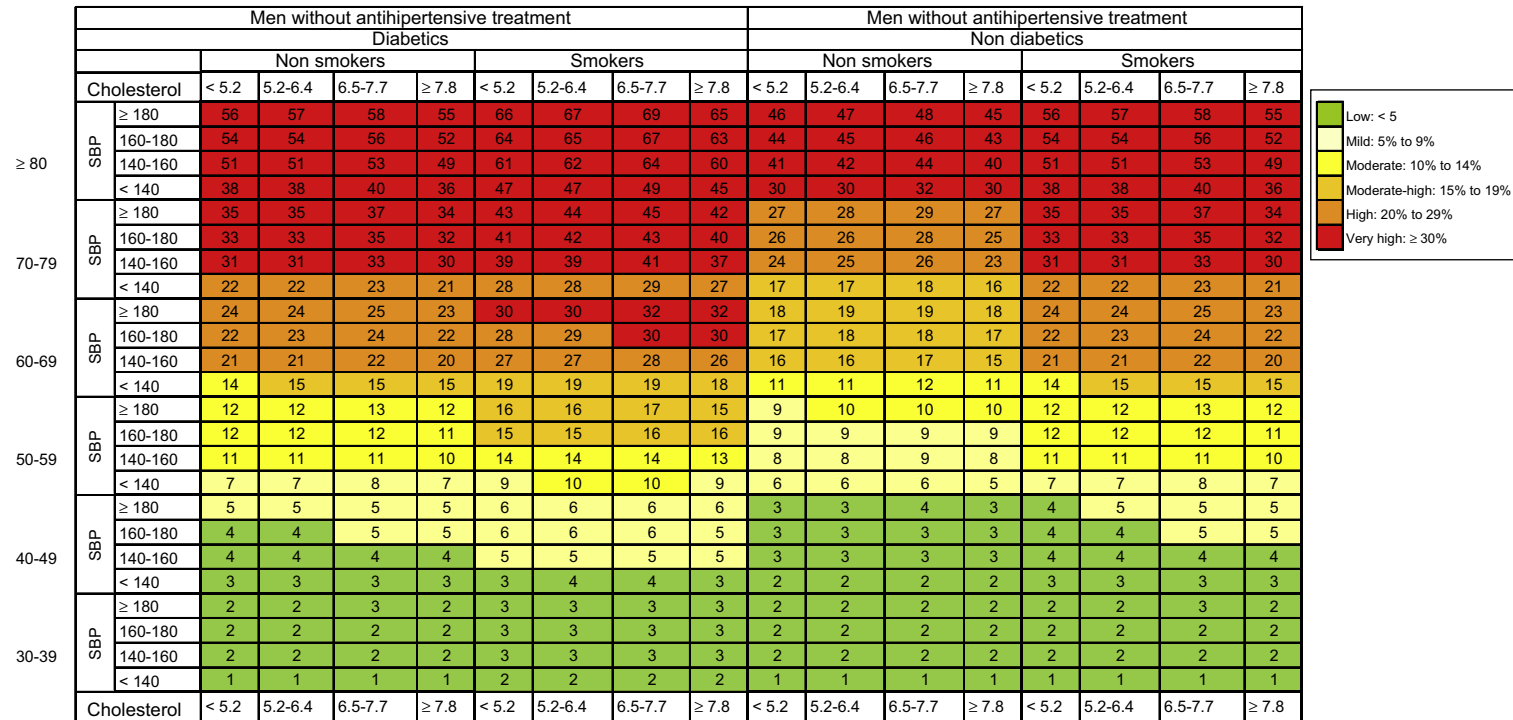 Men without antihipertensive treatment Men without antihipertensive treatment
Diabetics Non diabetics
Non smokers Smokers Non smokers Smokers
Cholesterol < 5.2 5.2-6.4 6.5-7.7 ≥ 7.8 < 5.2 5.2-6.4 6.5-7.7 ≥ 7.8 < 5.2 5.2-6.4 6.5-7.7 ≥ 7.8 < 5.2 5.2-6.4 6.5-7.7 ≥ 7.8
≥ 80 SBP
≥ 180 56 57 58 55 66 67 69 65 46 47 48 45 56 57 58 55
160-180 54 54 56 52 64 65 67 63 44 45 46 43 54 54 56 52
140-160 51 51 53 49 61 62 64 60 41 42 44 40 51 51 53 49
< 140 38 38 40 36 47 47 49 45 30 30 32 30 38 38 40 36
70-79 SBP
≥ 180 35 35 37 34 43 44 45 42 27 28 29 27 35 35 37 34
160-180 33 33 35 32 41 42 43 40 26 26 28 25 33 33 35 32
140-160 31 31 33 30 39 39 41 37 24 25 26 23 31 31 33 30
< 140 22 22 23 21 28 28 29 27 17 17 18 16 22 22 23 21
60-69 SBP
≥ 180 24 24 25 23 30 30 32 32 18 19 19 18 24 24 25 23
160-180 22 23 24 22 28 29 30 30 17 18 18 17 22 23 24 22
140-160 21 21 22 20 27 27 28 26 16 16 17 15 21 21 22 20
< 140 14 15 15 15 19 19 19 18 11 11 12 11 14 15 15 15
50-59 SBP
≥ 180 12 12 13 12 16 16 17 15 9 10 10 10 12 12 13 12
160-180 12 12 12 11 15 15 16 16 9 9 9 9 12 12 12 11
140-160 11 11 11 10 14 14 14 13 8 8 9 8 11 11 11 10
< 140 7 7 8 7 9 10 10 9 6 6 6 5 7 7 8 7
40-49 SBP
≥ 180 5 5 5 5 6 6 6 6 3 3 4 3 4 5 5 5
160-180 4 4 5 5 6 6 6 5 3 3 3 3 4 4 5 5
140-160 4 4 4 4 5 5 5 5 3 3 3 3 4 4 4 4
< 140 3 3 3 3 3 4 4 3 2 2 2 2 3 3 3 3
30-39 SBP
≥ 180 2 2 3 2 3 3 3 3 2 2 2 2 2 2 3 2
160-180 2 2 2 2 3 3 3 3 2 2 2 2 2 2 2 2
140-160 2 2 2 2 3 3 3 3 2 2 2 2 2 2 2 2
< 140 1 1 1 1 2 2 2 2 1 1 1 1 1 1 1 1
Cholesterol < 5.2 5.2-6.4 6.5-7.7 ≥ 7.8 < 5.2 5.2-6.4 6.5-7.7 ≥ 7.8 < 5.2 5.2-6.4 6.5-7.7 ≥ 7.8 < 5.2 5.2-6.4 6.5-7.7 ≥ 7.8
Low: < 5
Mild: 5% to 9%
Moderate: 10% to 14%
Moderate-high: 15% to 19%
High: 20% to 29%
Very high: ≥ 30%